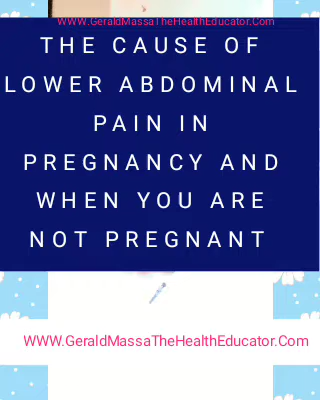 WWW.GeraldMassaTheHealthEducator.Com
THE CAUSE OF
LOWER ABDOMINAL
PAIN IN
PREGNANCY AND
WHEN YOU ARE
NOT PREGNANT
WWW.GeraldMassaTheHealthEducator.Com